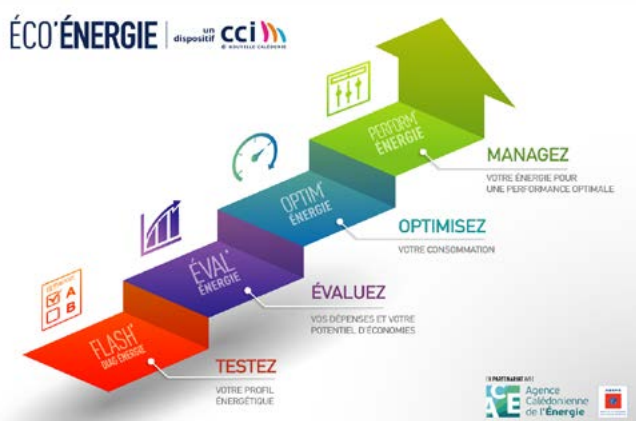 ÉCO'ÉNERGIE
un dispositif
cci
NOUVELLE CALÉDONIE
PERFORM' ÉNERGIE
MANAGEZ
VOTRE ÉNERGIE POUR
UNE PERFORMANCE OPTIMALE
OPTIM' ÉNERGIE
OPTIMISEZ
VOTRE CONSOMMATION
ÉVAL' ÉNERGIE
ÉVALUEZ
VOS DÉPENSES ET VOTRE
POTENTIEL D'ÉCONOMIES
A
B
FLASH'
DIAG ÉNERGIE
TESTEZ
VOTRE PROFIL
ÉNERGÉTIQUE
EN PARTENARIAT AVEC
Agence
Calédonienne
de l'Énergie